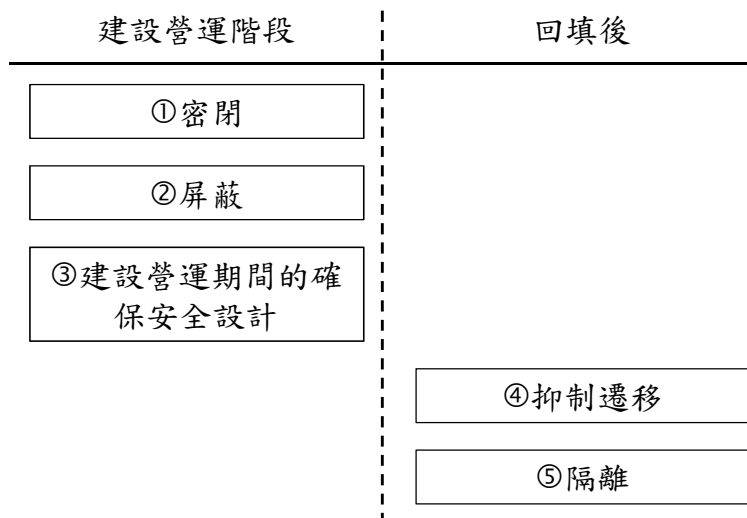 建設營運階段
回填後
①密閉
②屏蔽
③建設營運期間的確
保安全設計
④抑制遷移
⑤隔離